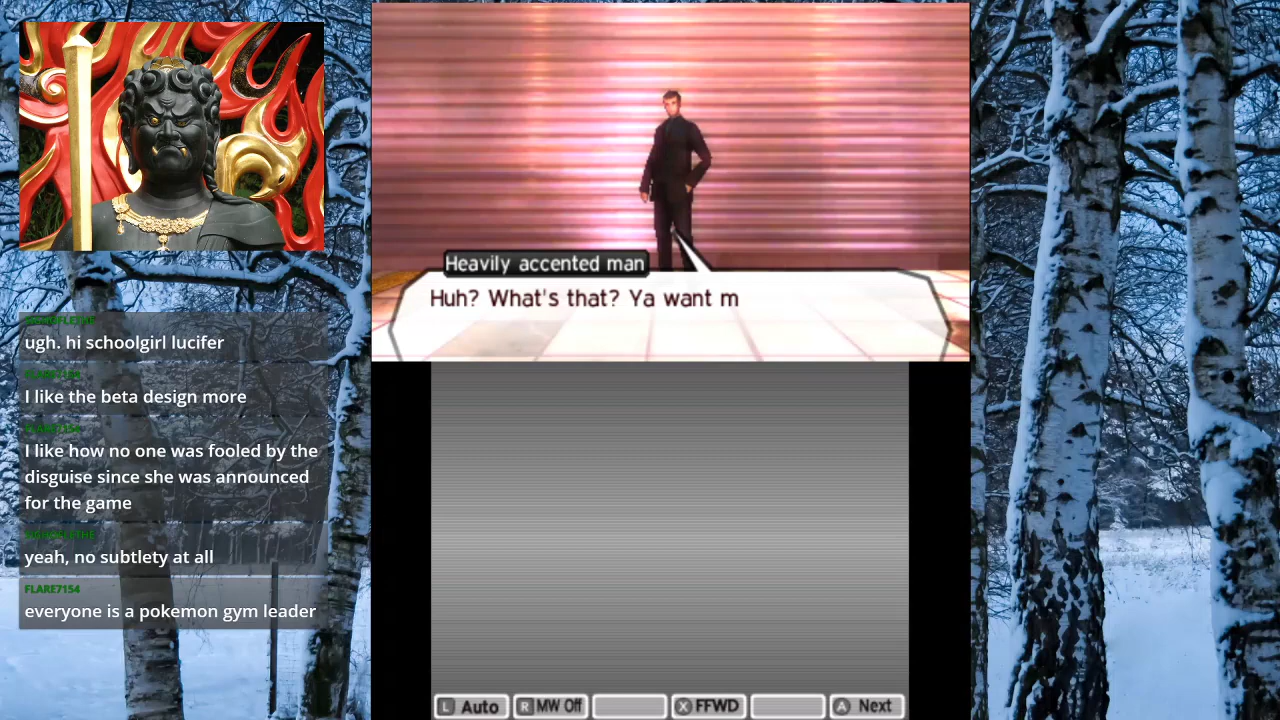 Heavily accented man
Huh? What's that? Ya want m
ugh. hi schoolgirl lucifer
I like the beta design more
I like how no one was fooled by the
disguise since she was announced
for the game
yeah, no subtlety at all
FLARE7154
everyone is a pokemon gym leader
L Auto
R MW Off
X FFWD
A Next